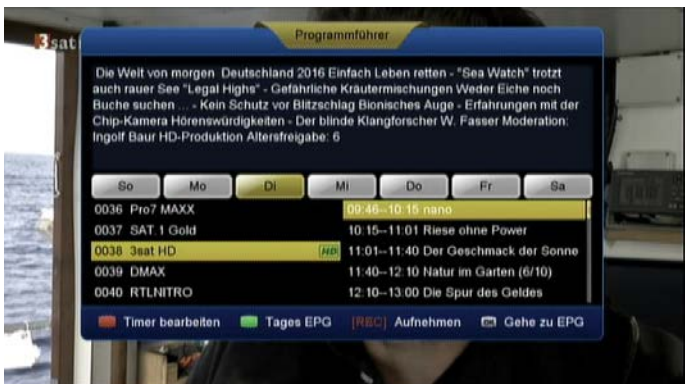 3sat
Programmführer
Die Welt von morgen Deutschland 2016 Einfach Leben retten - "Sea Watch" trotzt
auch rauer See "Legal Highs" - Gefährliche Kräutermischungen Weder Eiche noch
Buche suchen ... - Kein Schutz vor Blitzschlag Bionisches Auge - Erfahrungen mit der
Chip-Kamera Hörenswürdigkeiten - Der blinde Klangforscher W. Fasser Moderation:
Ingolf Baur HD-Produktion Altersfreigabe: 6
So Mo Di Mi Do Fr Sa
0036 Pro7 MAXX 09:46–10:15 nano
0037 SAT.1 Gold 10:15–11:01 Riese ohne Power
0038 3sat HD HD 11:01–11:40 Der Geschmack der Sonne
0039 DMAX 11:40–12:10 Natur im Garten (6/10)
0040 RTLNITRO 12:10–13:00 Die Spur des Geldes
Timer bearbeiten Tages EPG [REC] Aufnehmen OK Gehe zu EPG